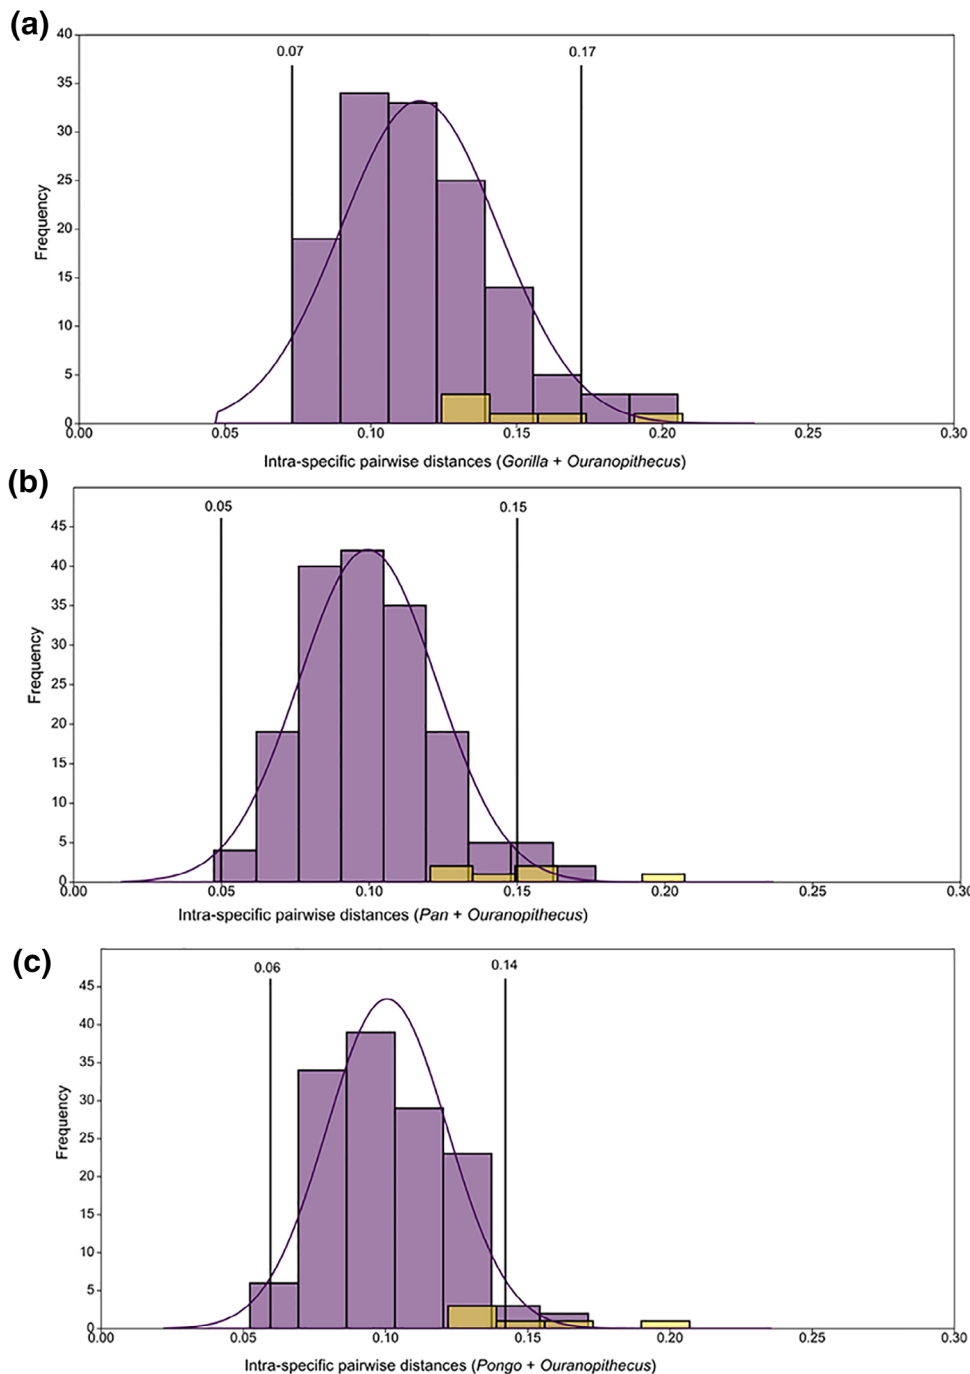 (a)
40
35
30
25
20
15
10
5
0
Frequency
0.07
0.17
0.00 0.05 0.10 0.15 0.20 0.25 0.30
Intra-specific pairwise distances (Gorilla + Ouranopithecus)
(b)
45
40
35
30
25
20
15
10
5
0
Frequency
0.05
0.15
0.00 0.05 0.10 0.15 0.20 0.25 0.30
Intra-specific pairwise distances (Pan + Ouranopithecus)
(c)
45
40
35
30
25
20
15
10
5
0
Frequency
0.06
0.14
0.00 0.05 0.10 0.15 0.20 0.25 0.30
Intra-specific pairwise distances (Pongo + Ouranopithecus)